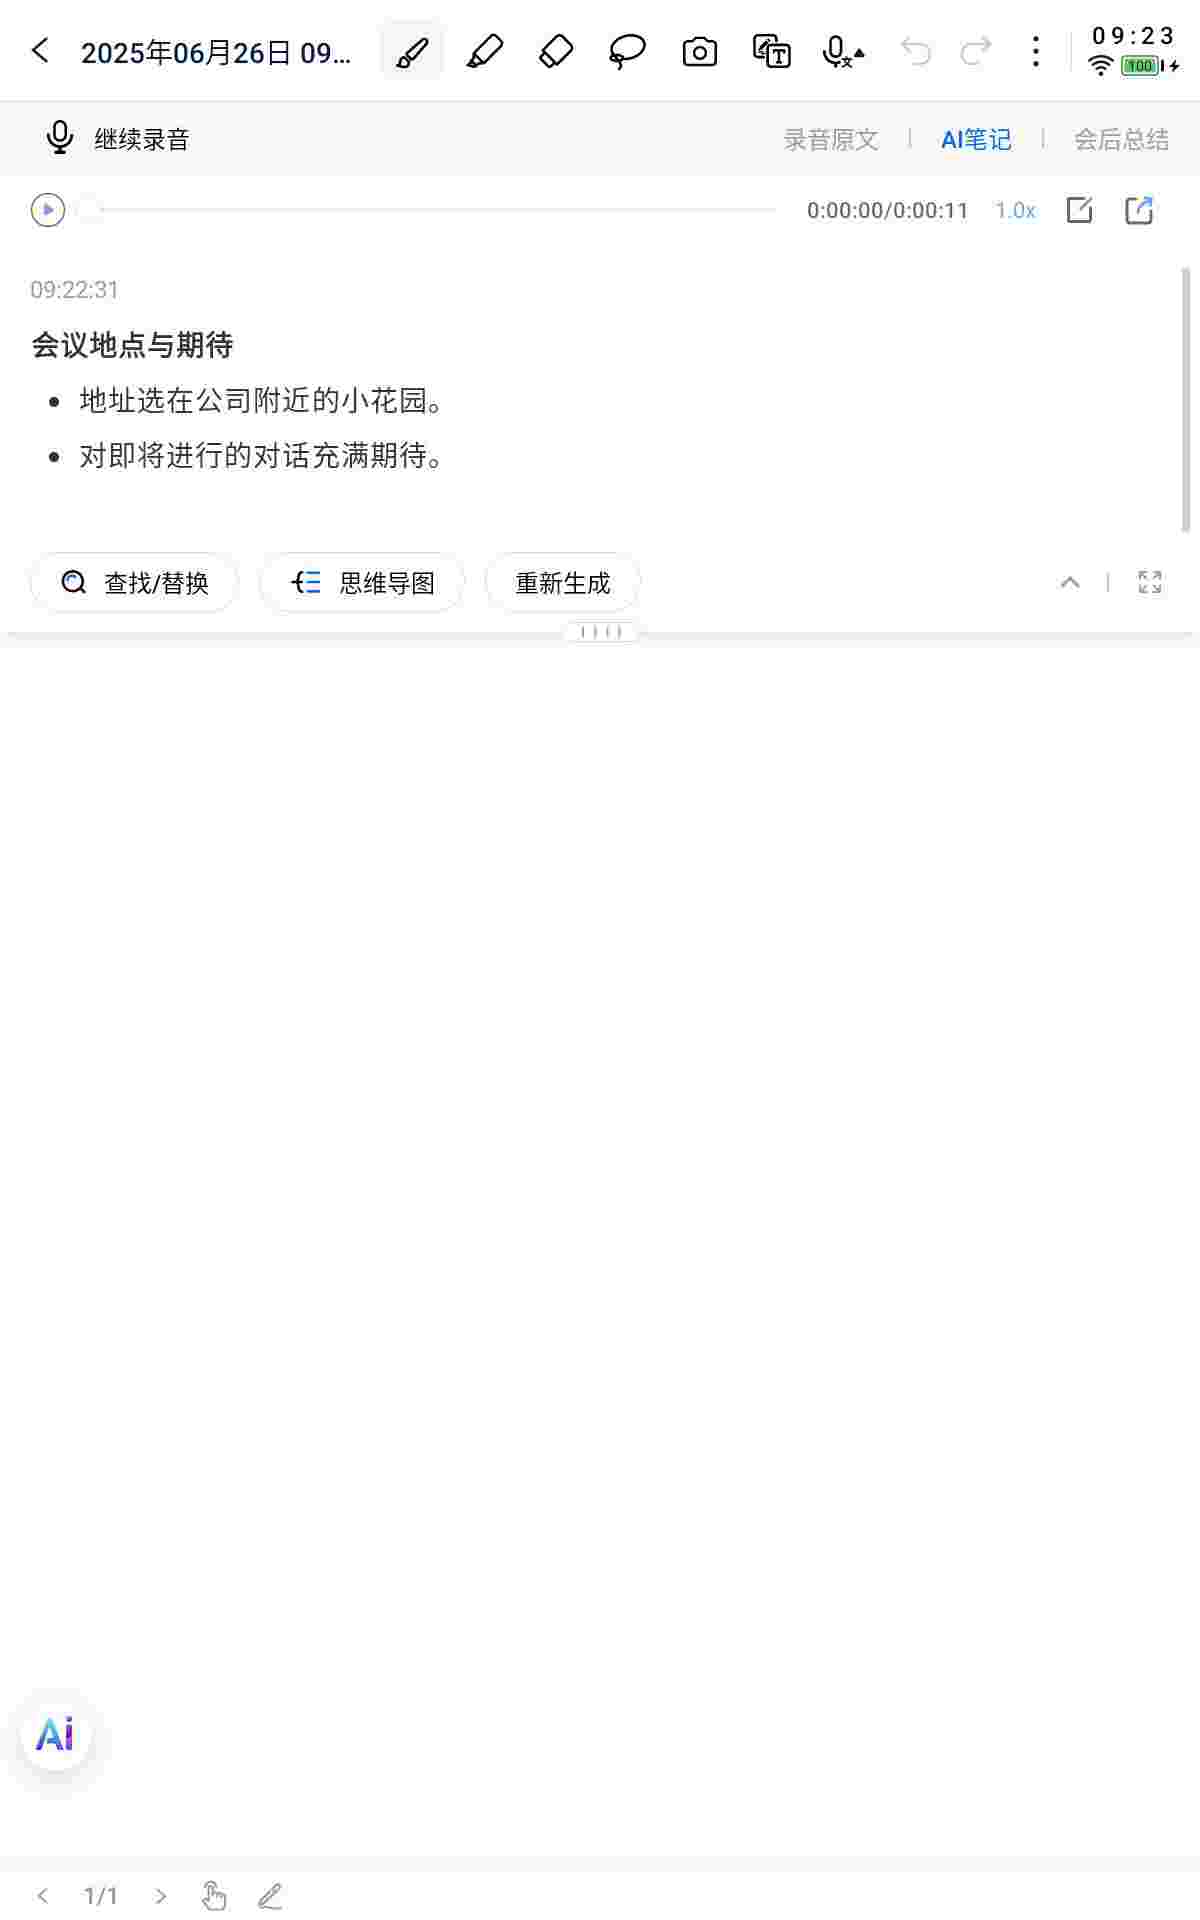 2025年06月26日 09...
09:23
100
继续录音
录音原文
AI笔记
会后总结
0:00:00/0:00:11
1.0x
09:22:31
会议地点与期待
地址选在公司附近的小花园。
对即将进行的对话充满期待。
查找/替换
思维导图
重新生成
Ai
1/1